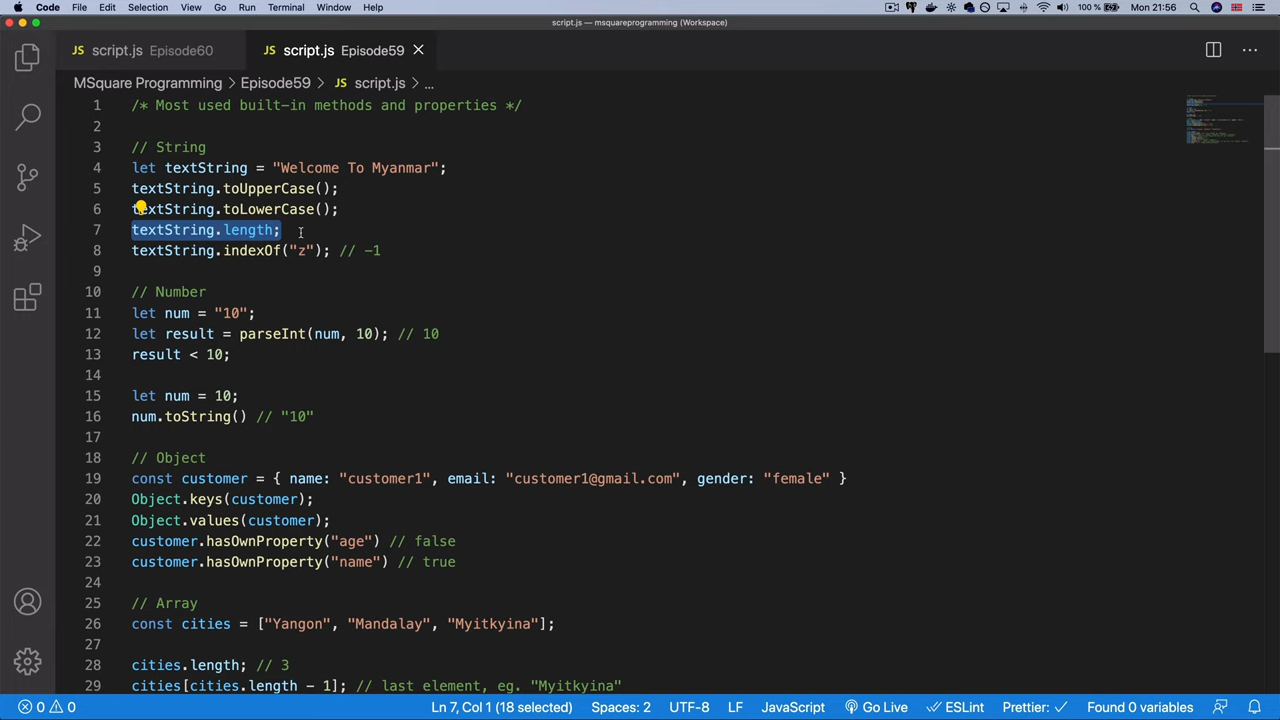 Code File Edit Selection View Go Run Terminal Window Help 100 % Mon 21:56
script.js — msquareprogramming (Workspace)
JS script.js Episode60 JS script.js Episode59
MSquare Programming > Episode59 > JS script.js > ...
1 /* Most used built-in methods and properties */
2
3 // String
4 let textString = "Welcome To Myanmar";
5 textString.toUpperCase();
6 textString.toLowerCase();
7 textString.length;
8 textString.indexOf("z"); // -1
9
10 // Number
11 let num = "10";
12 let result = parseInt(num, 10); // 10
13 result < 10;
14
15 let num = 10;
16 num.toString() // "10"
17
18 // Object
19 const customer = { name: "customer1", email: "customer1@gmail.com", gender: "female" }
20 Object.keys(customer);
21 Object.values(customer);
22 customer.hasOwnProperty("age") // false
23 customer.hasOwnProperty("name") // true
24
25 // Array
26 const cities = ["Yangon", "Mandalay", "Myitkyina"];
27
28 cities.length; // 3
29 cities[cities.length - 1]; // last element, eg. "Myitkyina"
0 0 Ln 7, Col 1 (18 selected) Spaces: 2 UTF-8 LF JavaScript Go Live ESLint Prettier: ✓ Found 0 variables